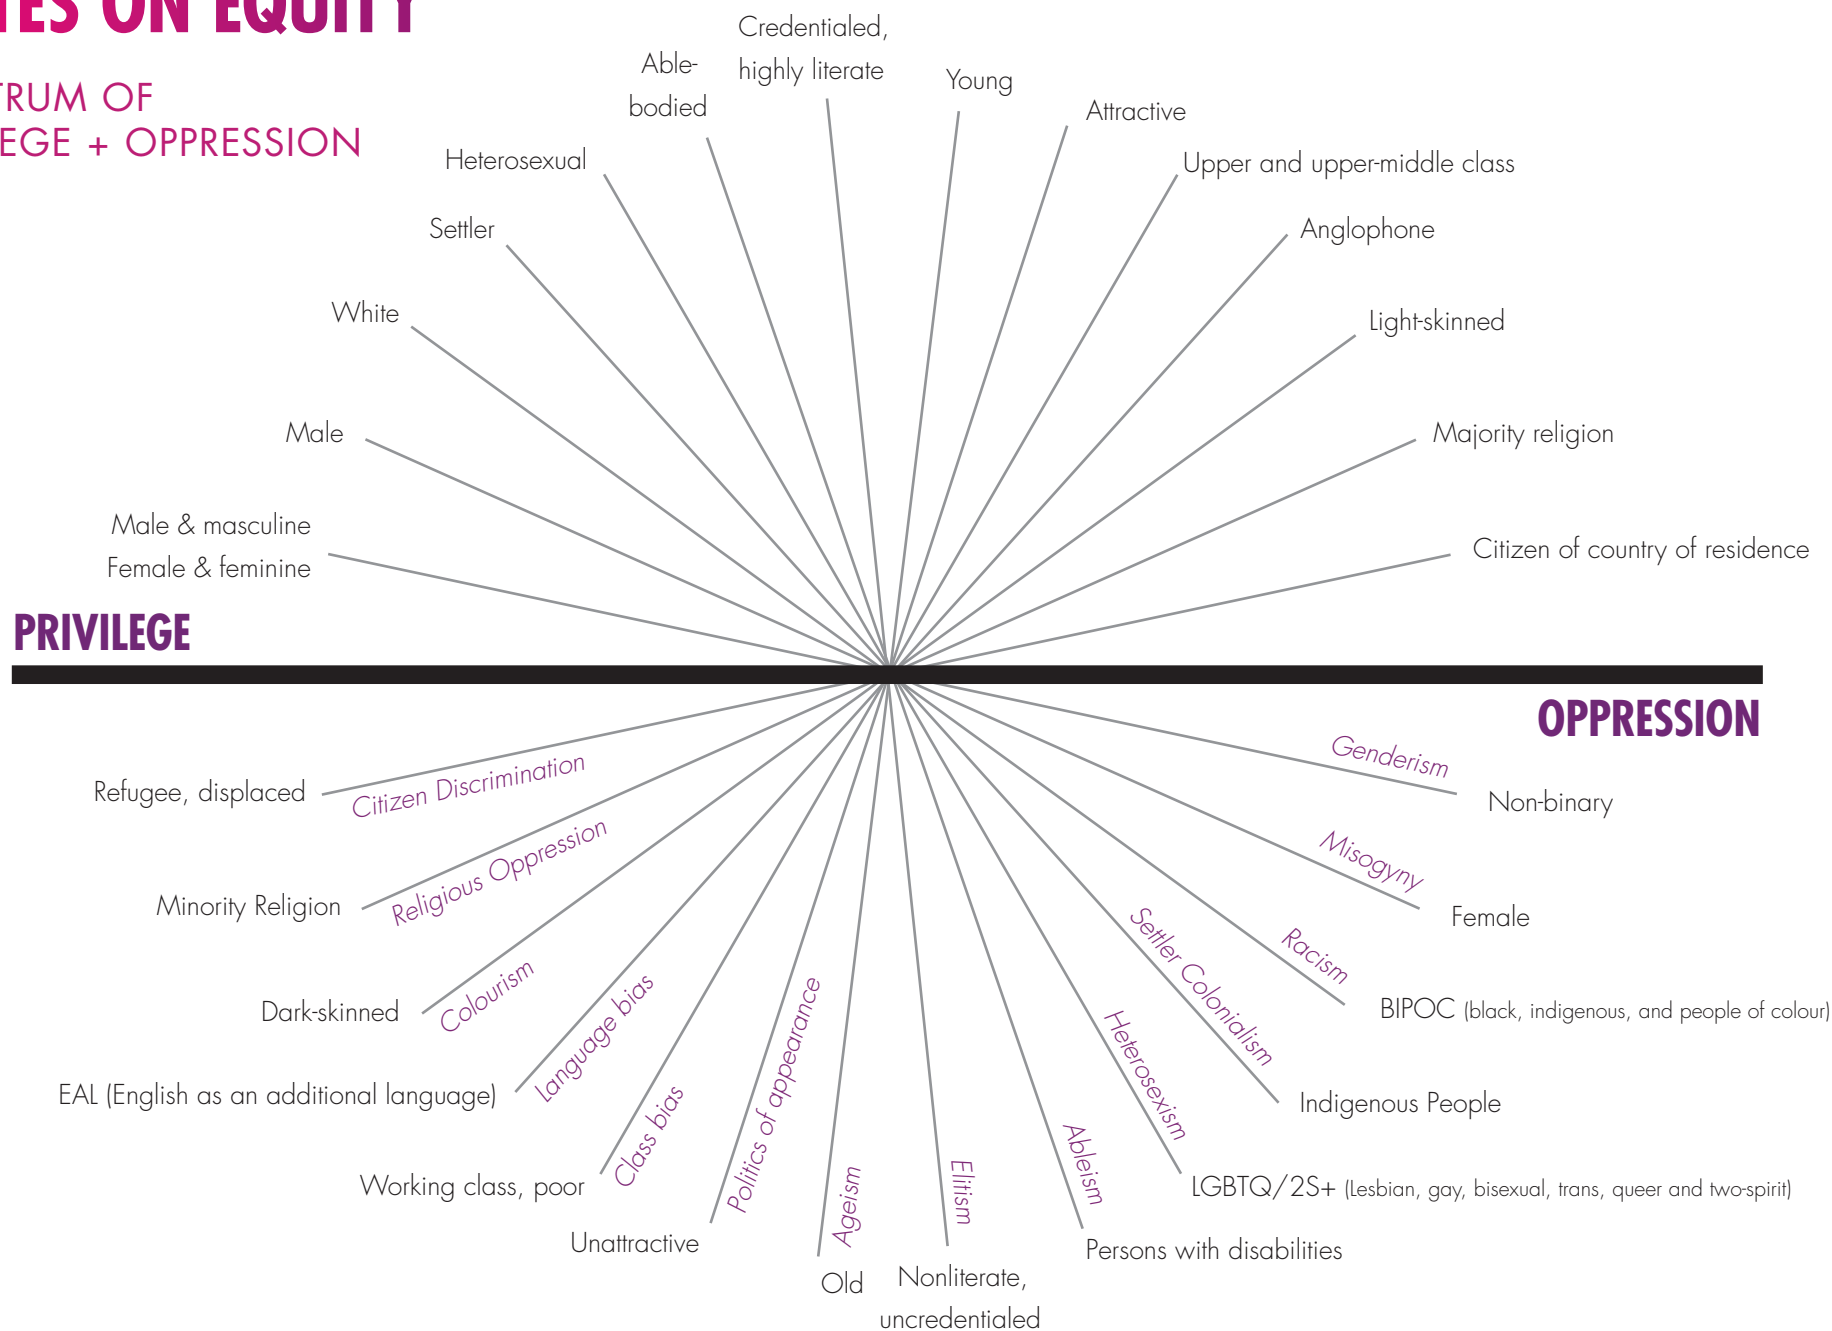 TES ON EQUITY
TRUM OF
EGE + OPPRESSION
Credentialed,
highly literate
Able-
bodied
Young
Attractive
Heterosexual
Upper and upper-middle class
Settler
Anglophone
White
Light-skinned
Male
Majority religion
Male & masculine
Female & feminine
Citizen of country of residence
PRIVILEGE
OPPRESSION
Refugee, displaced
Citizen Discrimination
Genderism
Non-binary
Minority Religion
Religious Oppression
Misogyny
Female
Dark-skinned
Colourism
Racism
BIPOC (black, indigenous, and people of colour)
EAL (English as an additional language)
Language bias
Settler Colonialism
Indigenous People
Working class, poor
Class bias
Heterosexism
LGBTQ/2S+ (Lesbian, gay, bisexual, trans, queer and two-spirit)
Unattractive
Politics of appearance
Ableism
Persons with disabilities
Ageism
Old
Elitism
Nonliterate,
uncredentialed